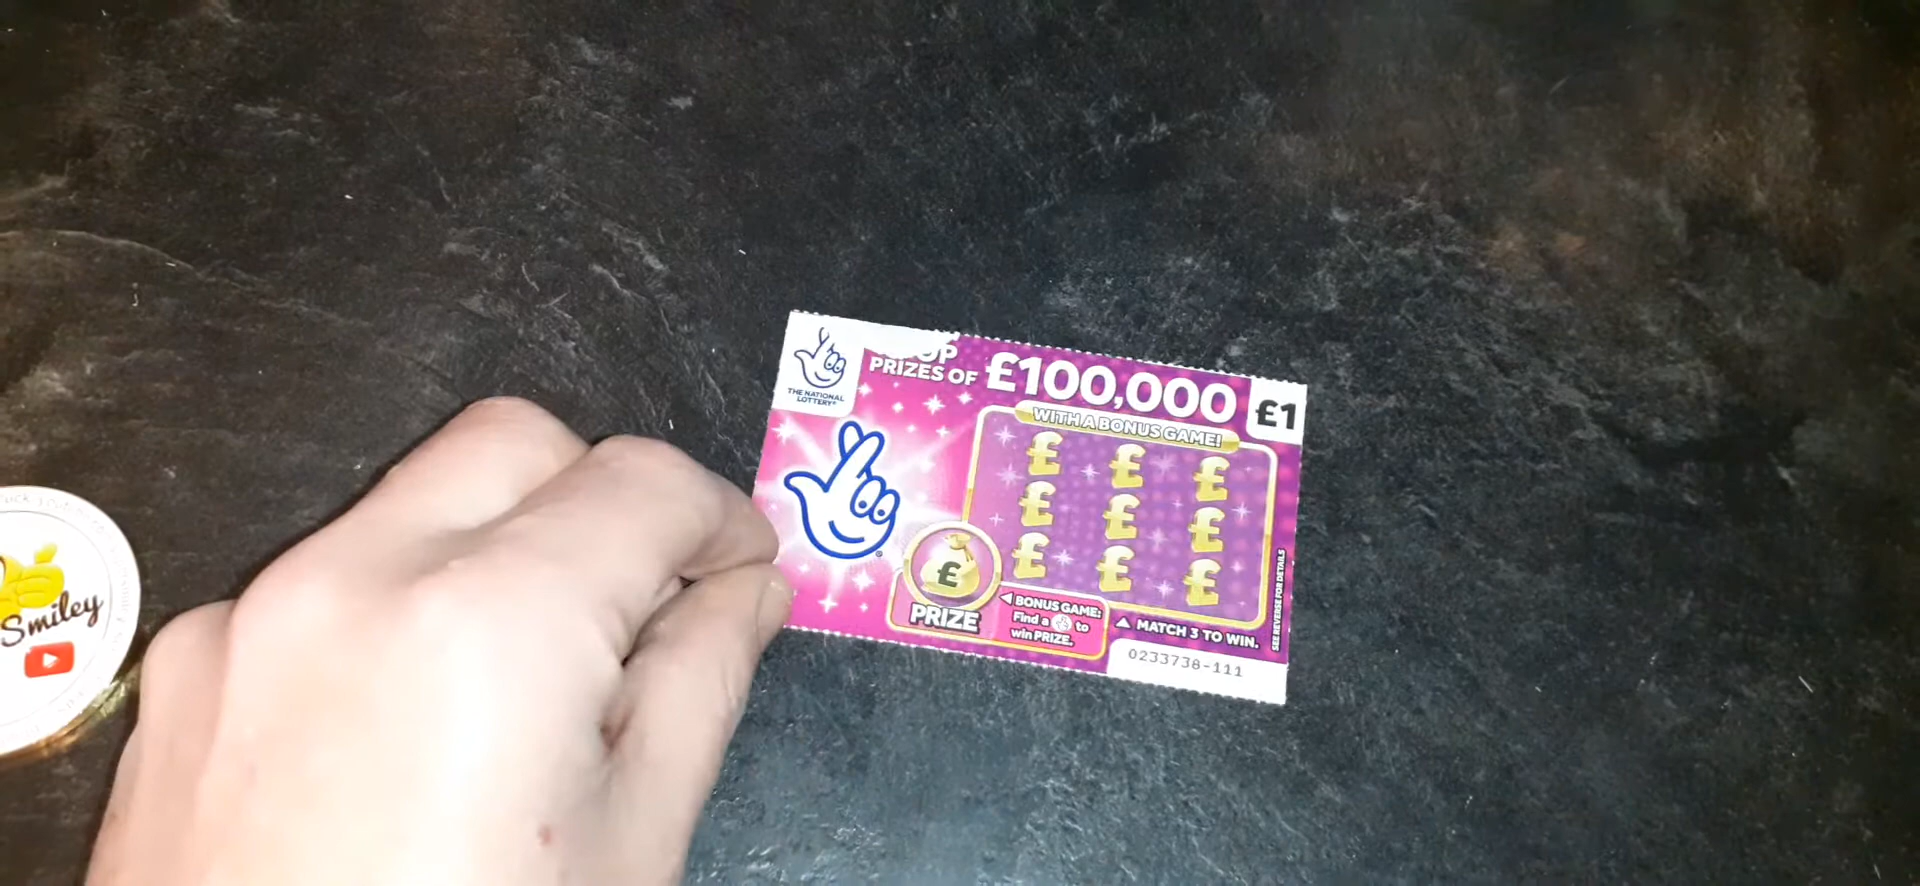 THE NATIONAL
LOTTERY®
PRIZES OF £100,000
£1
WITH A BONUS GAME!
£ £ £
£ £ £
£ £ £
£
PRIZE
BONUS GAME:
Find a to
win PRIZE.
MATCH 3 TO WIN.
SEE REVERSE FOR DETAILS
0233738-111
Smiley